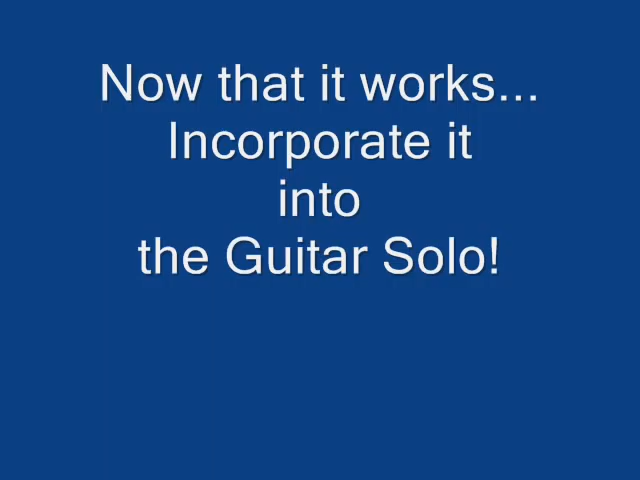 Now that it works...
Incorporate it
into
the Guitar Solo!